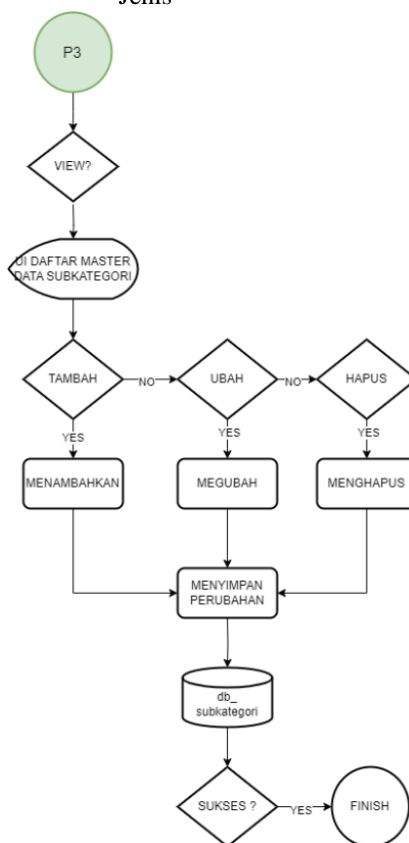 Jenis
P3
VIEW?
UI DAFTAR MASTER
DATA SUBKATEGORI
TAMBAH
NO
UBAH
NO
HAPUS
YES
YES
YES
MENAMBAHKAN
MEGUBAH
MENGHAPUS
MENYIMPAN
PERUBAHAN
db_
subkategori
SUKSES ?
YES
FINISH